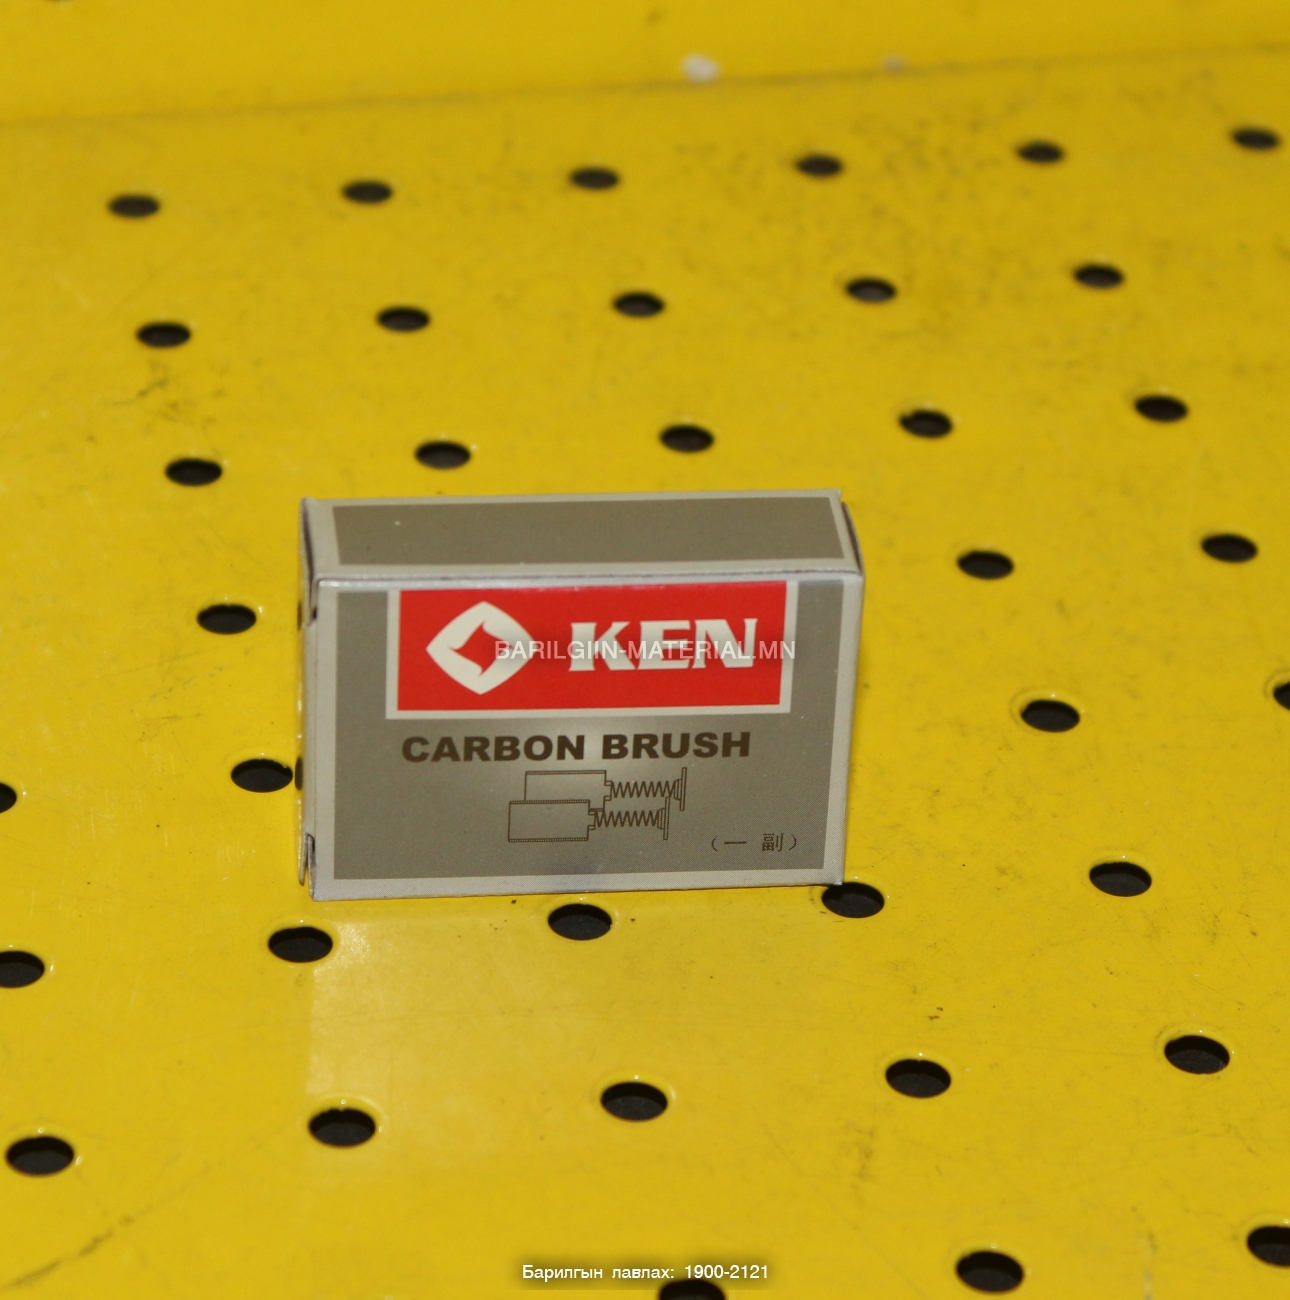 KEN
BARILGIIN-MATERIAL.MN
CARBON BRUSH
(一 副)
Барилгын лавлах: 1900-2121